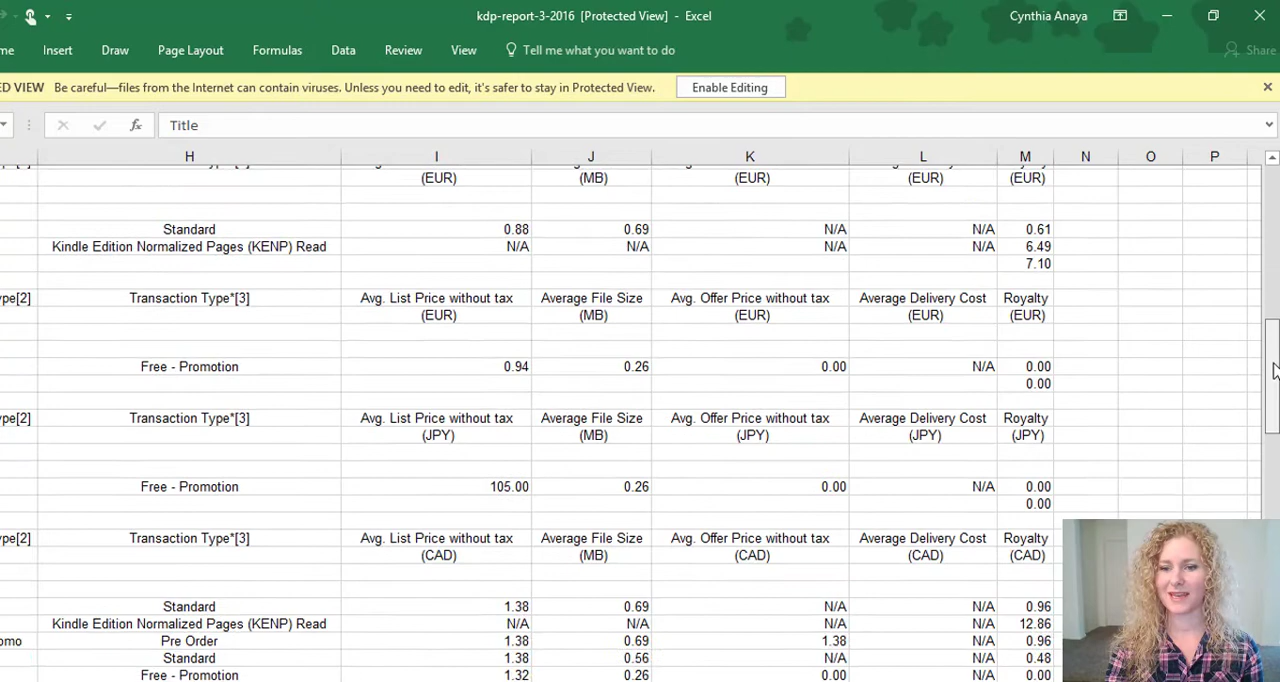 kdp-report-3-2016 [Protected View] - Excel
Cynthia Anaya
Insert Draw Page Layout Formulas Data Review View Tell me what you want to do
Share
VIEW Be careful—files from the Internet can contain viruses. Unless you need to edit, it's safer to stay in Protected View. Enable Editing
fx Title
H I J K L M N O P
(EUR) (MB) (EUR) (EUR) (EUR)
Standard 0.88 0.69 N/A N/A 0.61
Kindle Edition Normalized Pages (KENP) Read N/A N/A N/A N/A 6.49
7.10
ype[2] Transaction Type*[3] Avg. List Price without tax Average File Size Avg. Offer Price without tax Average Delivery Cost Royalty
(EUR) (MB) (EUR) (EUR) (EUR)
Free - Promotion 0.94 0.26 0.00 N/A 0.00
0.00
ype[2] Transaction Type*[3] Avg. List Price without tax Average File Size Avg. Offer Price without tax Average Delivery Cost Royalty
(JPY) (MB) (JPY) (JPY) (JPY)
Free - Promotion 105.00 0.26 0.00 N/A 0.00
0.00
ype[2] Transaction Type*[3] Avg. List Price without tax Average File Size Avg. Offer Price without tax Average Delivery Cost Royalty
(CAD) (MB) (CAD) (CAD) (CAD)
Standard 1.38 0.69 N/A N/A 0.96
Kindle Edition Normalized Pages (KENP) Read N/A N/A N/A N/A 12.86
omo Pre Order 1.38 0.69 1.38 N/A 0.96
Standard 1.38 0.56 N/A N/A 0.48
Free - Promotion 1.32 0.26 0.00 N/A 0.00